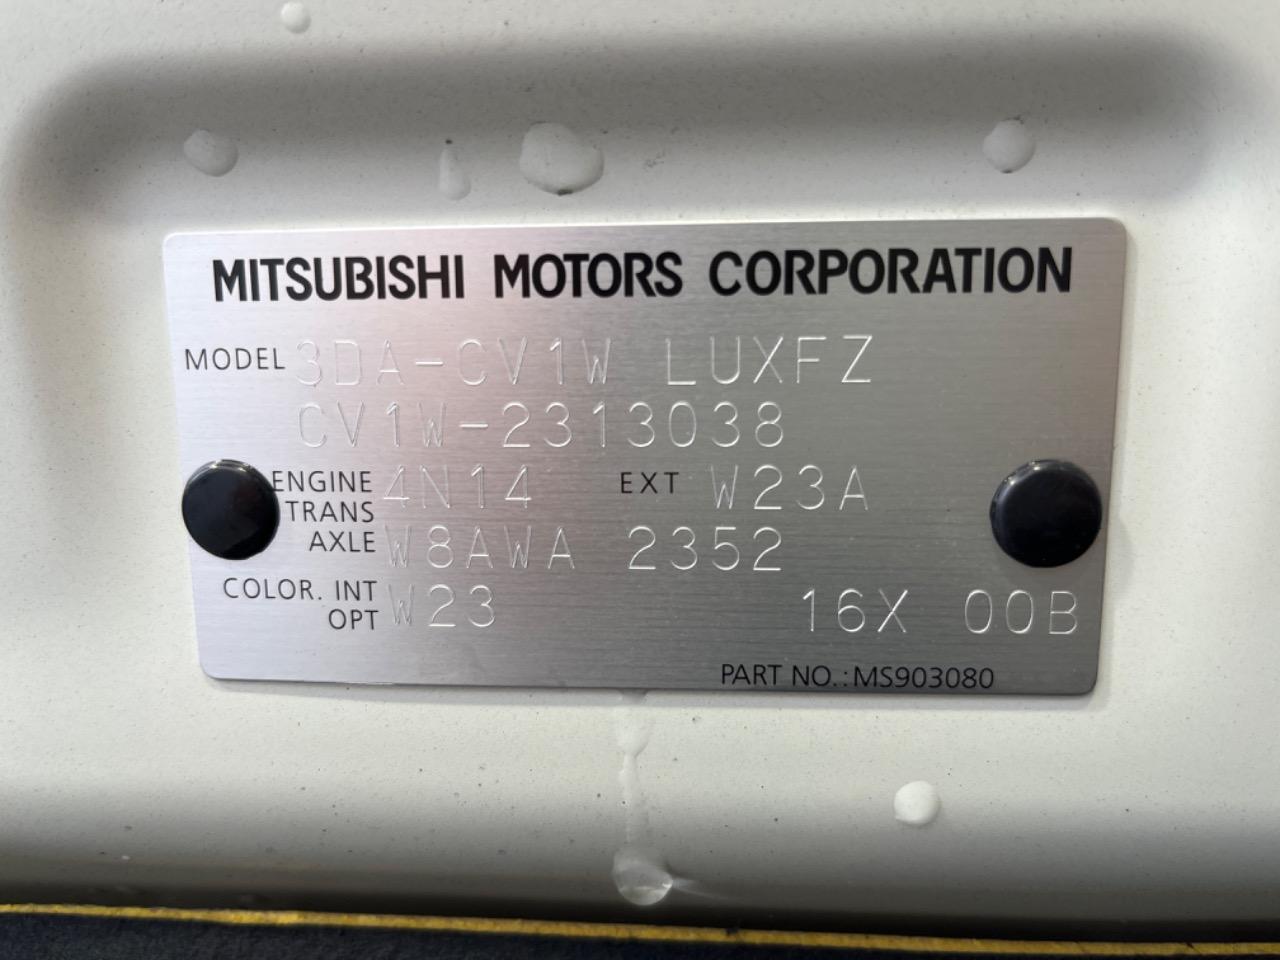 MITSUBISHI MOTORS CORPORATION
MODEL 3DA-CV1W LUXFZ
CV1W-2313038
ENGINE 4N14 EXT W23A
TRANS
AXLE W8AWA 2352
COLOR. INT W23 16X 00B
OPT
PART NO.:MS903080